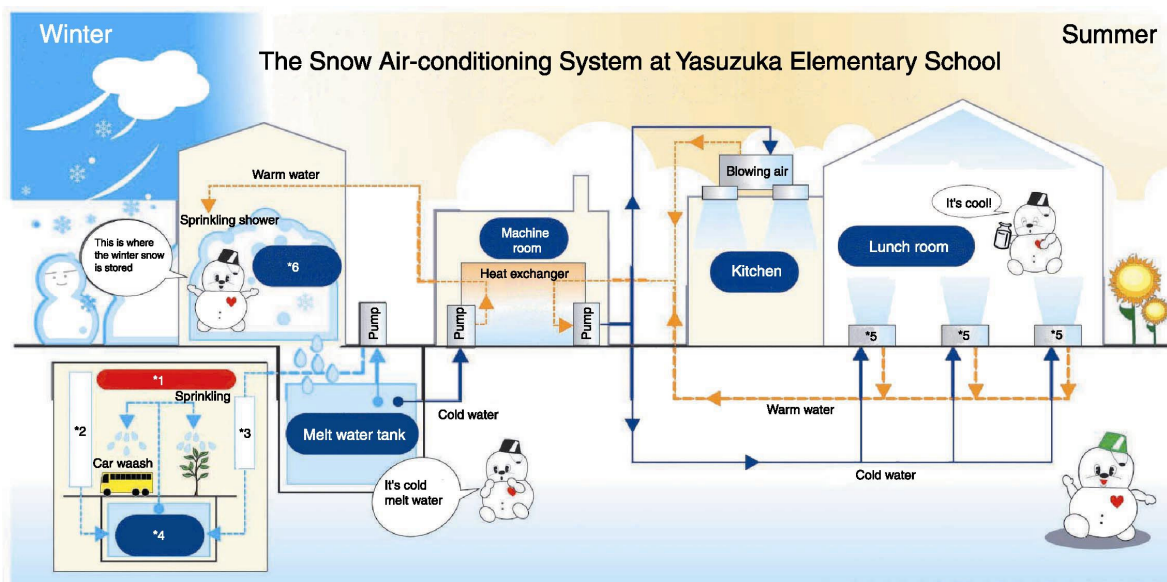 Winter
Summer
The Snow Air-conditioning System at Yasuzuka Elementary School
Warm water
Sprinkling shower
This is where
the winter snow
is stored
*6
Machine
room
Heat exchanger
Pump
Pump
Pump
Blowing air
Kitchen
It's cool!
Lunch room
*5
*5
*5
*1
Sprinkling
*2
*3
Car waash
*4
Melt water tank
Cold water
It's cold
melt water
Warm water
Cold water